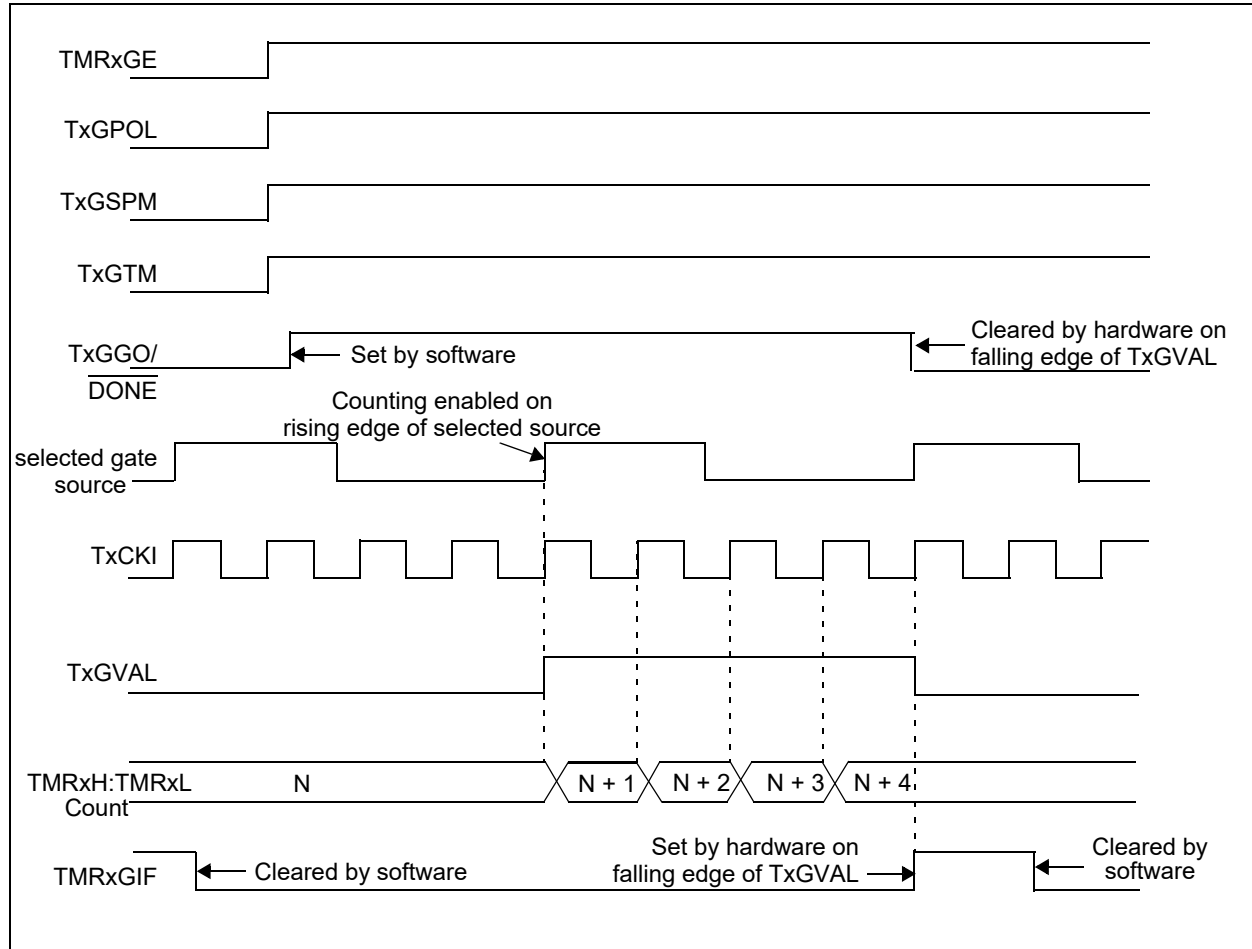 TMRxGE
TxGPOL
TxGSPM
TxGTM
TxGGO/
DONE
Set by software
Cleared by hardware on
falling edge of TxGVAL
Counting enabled on
rising edge of selected source
selected gate
source
TxCKI
TxGVAL
TMRxH:TMRxL
Count
N
N + 1
N + 2
N + 3
N + 4
TMRxGIF
Cleared by software
Set by hardware on
falling edge of TxGVAL
Cleared by
software